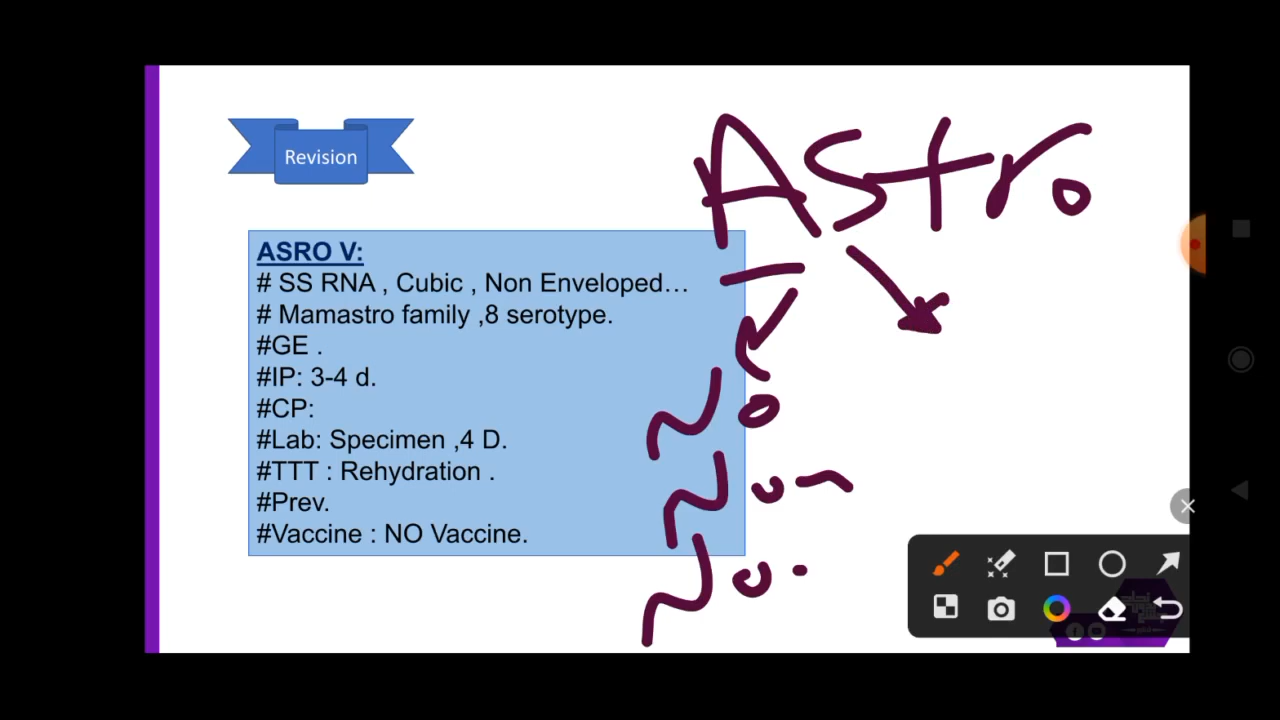 Revision
Astro
ASRO V:
# SS RNA , Cubic , Non Enveloped…
# Mamastro family ,8 serotype.
#GE .
#IP: 3-4 d.
#CP:
No
#Lab: Specimen ,4 D.
#TTT : Rehydration .
Non
#Prev.
#Vaccine : NO Vaccine.
No.